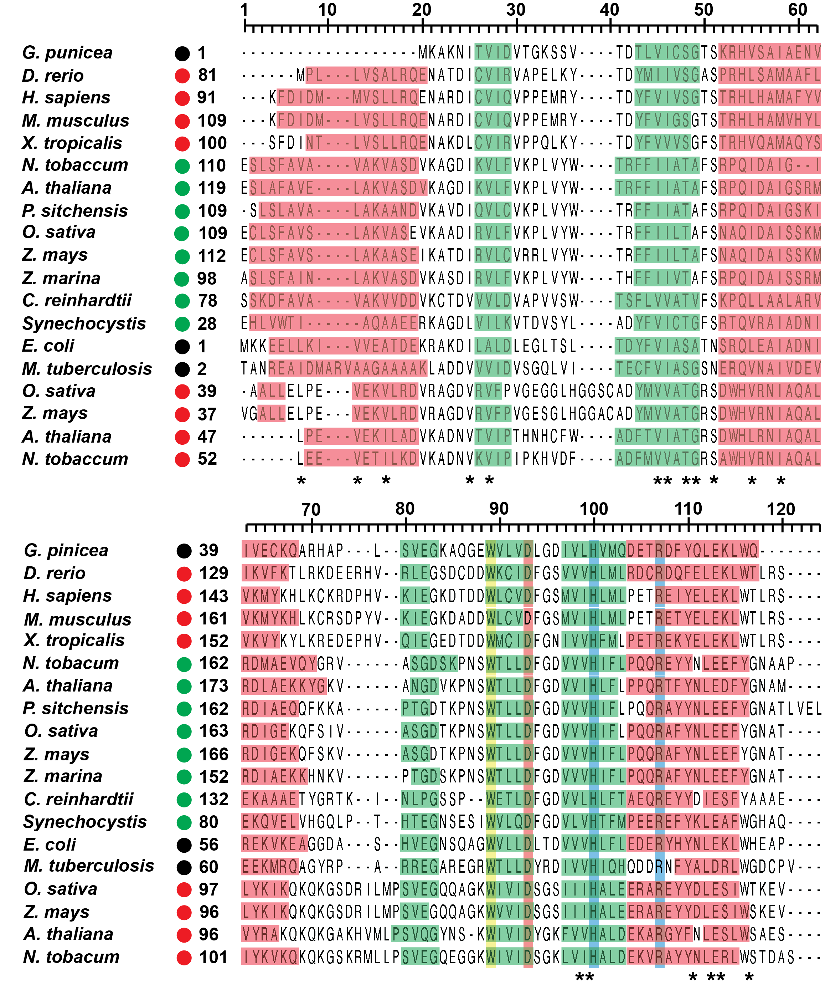 1 10 20 30 40 50 60
G. punicea 1 -------------------MKAKNITVIDVTGKSSV----TDTLVICSGTSKRHVSAIAENV
D. rerio 81 ------MPL---LVSALRQENATDICVIRVAPELKY----TDYMIIVSGASPRHLSAMAAFL
H. sapiens 91 ---KFDIDM---MVSLLRQENARDICVIQVPPEMRY----TDYFVIVSGTSTRHLHAMAFYV
M. musculus 109 ---KFDIDM---LVSLLRQENARDICVIQVPPEMRY----TDYFVIGSGTSTRHLHAMVHYL
X. tropicalis 100 ---SFDINT---LVSLLRQENAKDLCVIRVPPQLKY----TDYFVVVSGFSTRHVQAMAQYS
N. tobaccum 110 ESLSFAVA----VAKVASDVKAGDIKVLFVKPLVYW----TRFFIIATAFSRPQIDAIG--I
A. thaliana 119 ESLAFAVE----LAKVASDVKAGDIKVLFVKPLVYW----TRFFIIATAFSRPQIDAIGSRM
P. sitchensis 109 -SLSLAVA----LAKAANDVKAVDIQVLCVKPLVYW----TRFFIIATAFSRPQIDAIGSKI
O. sativa 109 ECLSFAVS----LAKVASEVKAADIRVLFVKPLVYW----TRFFIILTAFSNAQIDAISSKM
Z. mays 112 ECLSFAVS----LAKAASEIKATDIRVLCVRRLVYW----TRFFIILTAFSNAQIDAISSKM
Z. marina 98 ASLSFAIN----LAKVASDVKASDIRVLFVKPLVYW----THFFIIVTAFSRPQIDAISSRM
C. reinhardtii 78 SSKDFAVA----VAKVVDDVKCTDVVVLDVAPVVSW----TSFLVVATVFSKPQLLAALARV
Synechocystis 28 EHLVWTI------AQAAEERKAGDLVILKVTDVSYL----ADYFVICTGFSRTQVRAIADNI
E. coli 1 MKKEELLKI---VVEATDEKRAKDILALDLEGLTSL----TDYFVIASATNSRQLEAIADNI
M. tuberculosis 2 TANREAIDMARVAAGAAAAKLADDVVVIDVSGQLVI----TECFVIASGSNERQVNAIVDEV
O. sativa 39 -AALLELPE---VEKVLRDVRAGDVRVFPVGEGGLHGGSCADYMVVATGRSDWHVRNIAQAL
Z. mays 37 VGALLELPE---VEKVLRDVRAGDVRVFPVGESGLHGGACADYMVVATGRSDWHVRNIAQAL
A. thaliana 47 ------LPE---VEKILADVKADNVTVIPTHNHCFW----ADFTVIATGRSDWHLRNIAQAL
N. tobaccum 52 ------LEE---VETILKDVKADNVKVIPIPKHVDF----ADFMVVATGRSAWHVRNIAQAL
* * * * * ** ** * * *
70 80 90 100 110 120
G. pinicea 39 IVECKQARHAP---L--SVEGKAQGEWVLVDLGDIVLHVMQDETRDFYQLEKLWQ-------
D. rerio 129 IKVFKTLRKDEERHV--RLEGSDCDDWKCIDFGSVVVHLMLRDCRDQFELEKLWTLRS----
H. sapiens 143 VKMYKHLKCKRDPHV--KIEGKDTDDWLCVDFGSMVIHLMLPETREIYELEKLWTLRS----
M. musculus 161 VKMYKHLKCRSDPYV--KIEGKDADDWLCVDFGSMVIHLMLPETRETYELEKLWTLRS----
X. tropicalis 152 VKVYKYLKREDEPHV--QIEGEDTDDWMCIDFGNIVVHFMLPETREKYELEKLWTLRS----
N. tobacum 162 RDMAEVQYGRV------ASGDSKPNSWTLLDFGDVVVHIFLPQQREYYNLEEFYGNAAP---
A. thaliana 173 RDLAEKKYGKV------ANGDVKPNSWTLLDFGDVVIHLFLPPQRTFYNLEDFYGNAM----
P. sitchensis 162 RDIAEQQFKKA------PTGDTKPNSWTLLDFGDVVVHIFLPQQRAYYNLEEFYGNATLVEL
O. sativa 163 RDIGEKQFSIV------ASGDTKPNSWTLLDFGDVVVHIFLPQQRAFYNLEEFYGNAT----
Z. mays 166 RDIGEKQFSKV------ASGDTKPNSWTLLDFGDVVVHIFLPQQRAFYNLEEFYGNAT----
Z. marina 152 RDIAEKKHNKV------PTGDSKPNSWTLLDFGDVVVHIFLPQQRAFYNLEEFYGNAT----
C. reinhardtii 132 EKAAAETYGRTK--I--NLPGSSP--WETLDFGDVVLHLFTAEQREYYDIESFYAAAE----
Synechocystis 80 EKQVELVHGQLP--T--HTEGNSESIWVLQDFGDVLVHTFMPEEREFYKLEAFWGHAQ----
E. coli 56 REKVKEAGGDA---S--HVEGNSQAGWVLLDLTDVVVHLFLEDERYHYNLEKLWHEAP----
M. tuberculosis 60 EEKMRQAGYRP---A--RREGAREGRWTLLDYRDIVVHIQHQDDRNFYALDRLWGDCPV---
O. sativa 97 LYKIKQKQKGSDRILMPSVEGQQAGKWIVIDSGSIIIHALEERAREYYDLESIWTKEV----
Z. mays 96 LYKIKQKQKGSDRILMPSVEGQQAGKWVVIDSGSIIIHALEERAREYYDLESIWSKEV----
A. thaliana 96 VYRAKQKQKGAKHVMLPSVQGYNS-KWIVIDYGKFVVHALDEKARGYFNLESLWSAES----
N. tobacum 101 IYKVKQKQKGSKRMLLPSVEGQEGGKWIVIDSGKLVIHALDEKVRAYYNLERLWSTDAS---
** * ** *